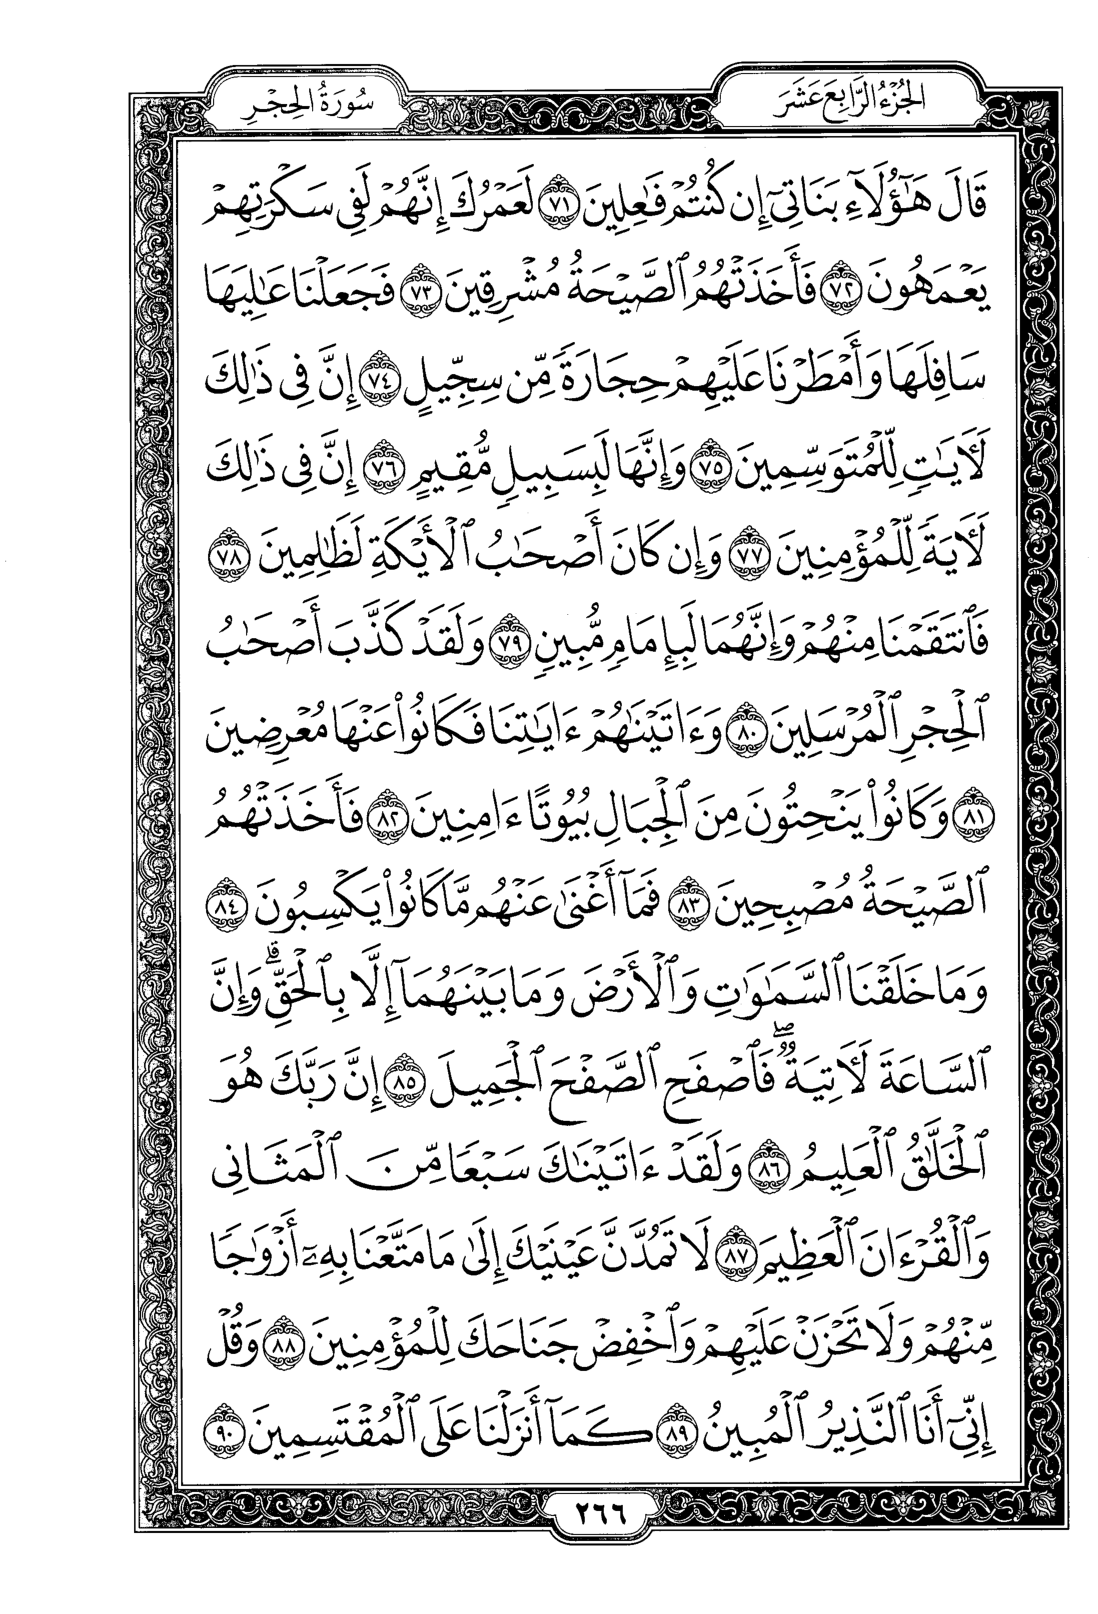 الجُزْءُ الرَّابِعَ عَشَرَ
سُورَةُ الحِجْرِ
قَالَ هَٰٓؤُلَآءِ بَنَاتِىٓ إِن كُنتُمْ فَٰعِلِينَ ٧١ لَعَمْرُكَ إِنَّهُمْ لَفِى سَكْرَتِهِمْ
يَعْمَهُونَ ٧٢ فَأَخَذَتْهُمُ ٱلصَّيْحَةُ مُشْرِقِينَ ٧٣ فَجَعَلْنَا عَٰلِيَهَا
سَافِلَهَا وَأَمْطَرْنَا عَلَيْهِمْ حِجَارَةً مِّن سِجِّيلٍ ٧٤ إِنَّ فِى ذَٰلِكَ
لَءَايَٰتٍ لِّلْمُتَوَسِّمِينَ ٧٥ وَإِنَّهَا لَبِسَبِيلٍ مُّقِيمٍ ٧٦ إِنَّ فِى ذَٰلِكَ
لَءَايَةً لِّلْمُؤْمِنِينَ ٧٧ وَإِن كَانَ أَصْحَٰبُ ٱلْأَيْكَةِ لَظَٰلِمِينَ ٧٨
فَٱنتَقَمْنَا مِنْهُمْ وَإِنَّهُمَا لَبِإِمَامٍ مُّبِينٍ ٧٩ وَلَقَدْ كَذَّبَ أَصْحَٰبُ
ٱلْحِجْرِ ٱلْمُرْسَلِينَ ٨٠ وَءَاتَيْنَٰهُمْ ءَايَٰتِنَا فَكَانُوا۟ عَنْهَا مُعْرِضِينَ
٨١ وَكَانُوا۟ يَنْحِتُونَ مِنَ ٱلْجِبَالِ بُيُوتًا ءَامِنِينَ ٨٢ فَأَخَذَتْهُمُ
ٱلصَّيْحَةُ مُصْبِحِينَ ٨٣ فَمَآ أَغْنَىٰ عَنْهُم مَّا كَانُوا۟ يَكْسِبُونَ ٨٤
وَمَا خَلَقْنَا ٱلسَّمَٰوَٰتِ وَٱلْأَرْضَ وَمَا بَيْنَهُمَآ إِلَّا بِٱلْحَقِّ ۗ وَإِنَّ
ٱلسَّاعَةَ لَءَاتِيَةٌ ۖ فَٱصْفَحِ ٱلصَّفْحَ ٱلْجَمِيلَ ٨٥ إِنَّ رَبَّكَ هُوَ
ٱلْخَلَّٰقُ ٱلْعَلِيمُ ٨٦ وَلَقَدْ ءَاتَيْنَٰكَ سَبْعًا مِّنَ ٱلْمَثَانِى
وَٱلْقُرْءَانَ ٱلْعَظِيمَ ٨٧ لَا تَمُدَّنَّ عَيْنَيْكَ إِلَىٰ مَا مَتَّعْنَا بِهِۦٓ أَزْوَٰجًا
مِّنْهُمْ وَلَا تَحْزَنْ عَلَيْهِمْ وَٱخْفِضْ جَنَاحَكَ لِلْمُؤْمِنِينَ ٨٨ وَقُلْ
إِنِّىٓ أَنَا ٱلنَّذِيرُ ٱلْمُبِينُ ٨٩ كَمَآ أَنزَلْنَا عَلَى ٱلْمُقْتَسِمِينَ ٩٠
٢٦٦